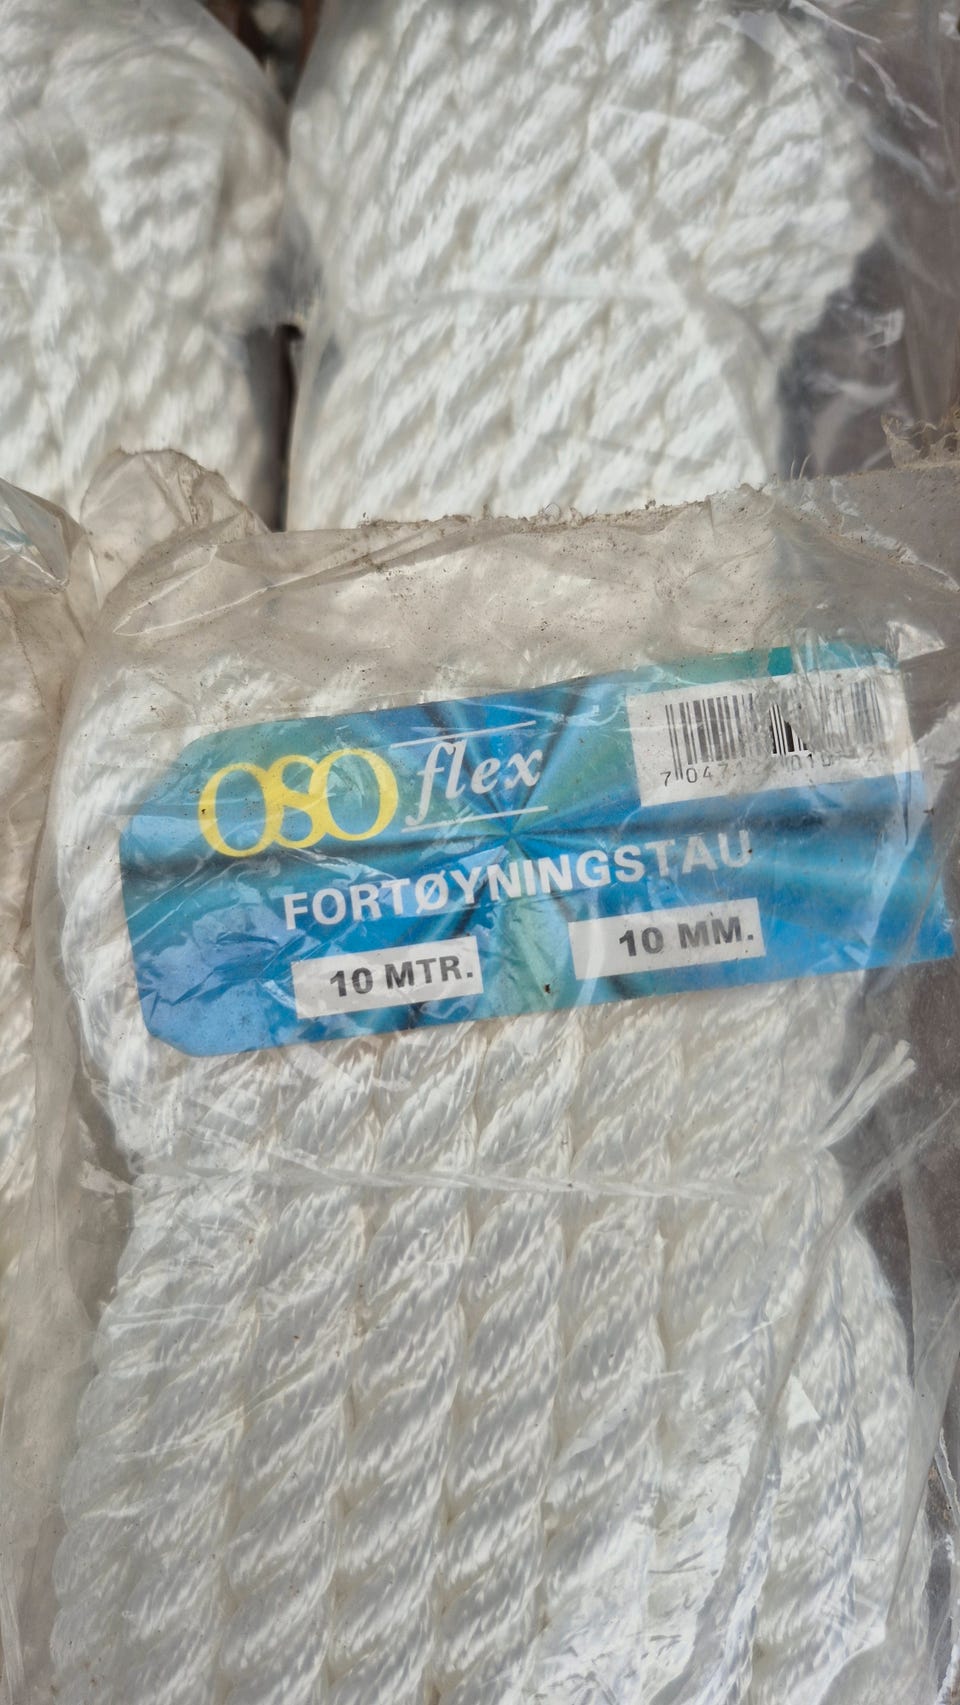 OSO flex
FORTØYNINGSTAU
10 MTR.
10 MM.